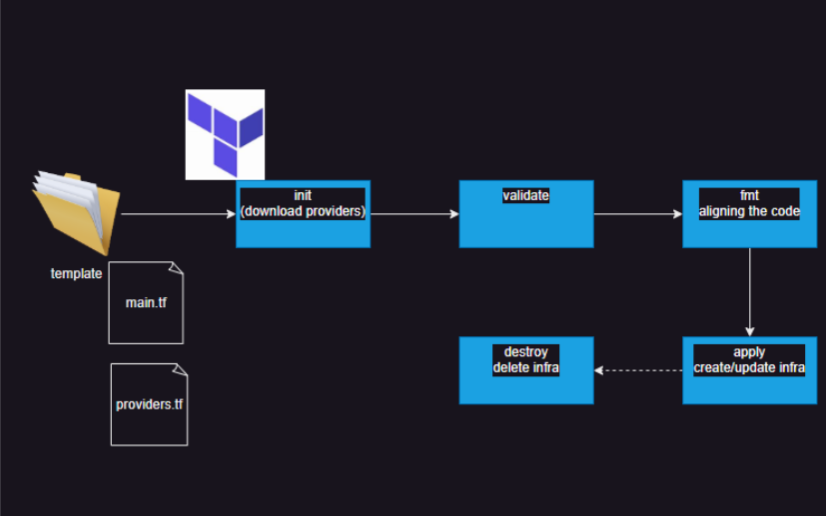 init
(download providers)
validate
fmt
aligning the code
template
main.tf
providers.tf
destroy
delete infra
apply
create/update infra